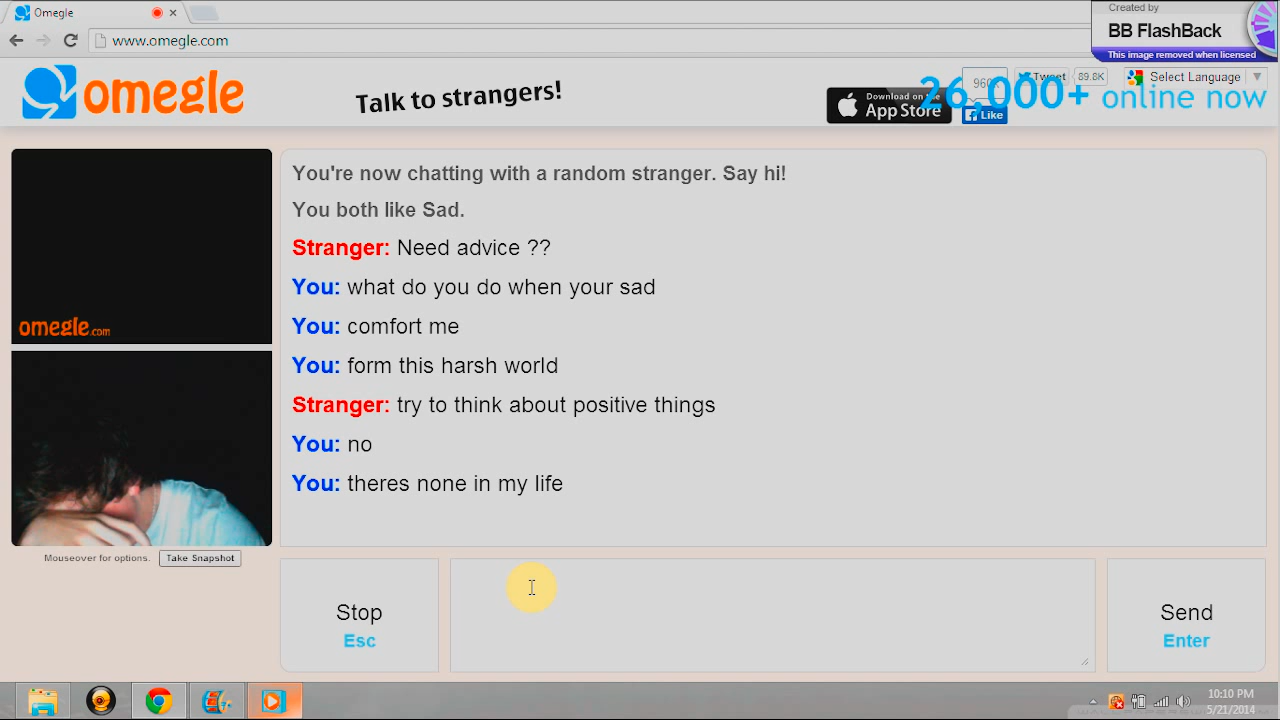 Omegle
Created by
BB FlashBack
This image removed when licensed
www.omegle.com
omegle
Talk to strangers!
Download on the
App Store
960
Like
Tweet
89.8K
Select Language
26,000+ online now
You're now chatting with a random stranger. Say hi!
You both like Sad.
Stranger: Need advice ??
You: what do you do when your sad
You: comfort me
You: form this harsh world
Stranger: try to think about positive things
You: no
You: theres none in my life
omegle.com
Mouseover for options.
Take Snapshot
Stop
Esc
Send
Enter
10:10 PM
5/21/2014